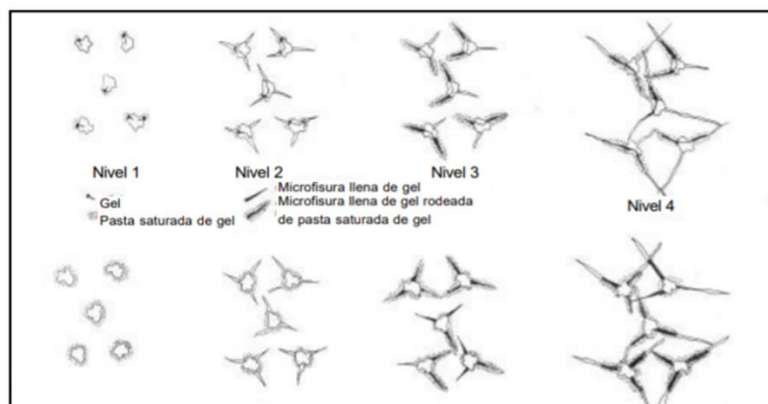 Nivel 1
Nivel 2
Nivel 3
Nivel 4
Gel
Pasta saturada de gel
Microfisura llena de gel
Microfisura llena de gel rodeada
de pasta saturada de gel